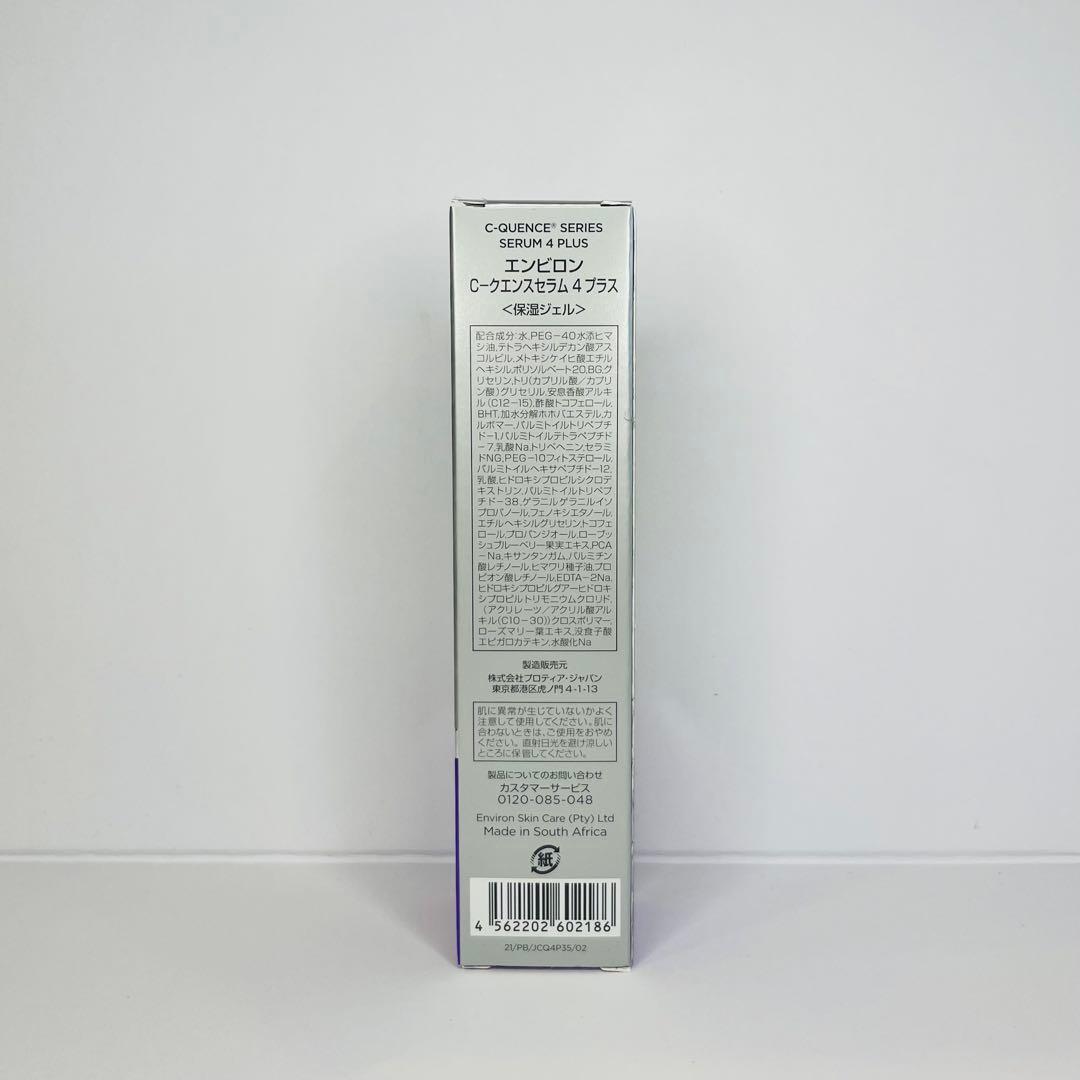 C-QUENCE® SERIES
SERUM 4 PLUS
エンビロン
C-クエンスセラム 4 プラス
<保湿ジェル>
配合成分:水,PEG-40水添ヒマ
シ油,テトラヘキシルデカン酸アス
コルビル,メトキシケイヒ酸エチル
ヘキシル,ポリソルベート20,BG,グ
リセリン,トリ(カプリル酸/カプリ
ン酸)グリセリル,安息香酸アルキ
ル(C12-15),酢酸トコフェロール,
BHT,加水分解ホホバエステル,カ
ルボマー,パルミトイルトリペプチ
ド-1,パルミトイルテトラペプチド
-7,乳酸Na,トリベヘニン,セラミ
ドNG,PEG-10フィトステロール,
パルミトイルヘキサペプチド-12,
乳酸,ヒドロキシプロピルシクロデ
キストリン,パルミトイルトリペプ
チド-38,ゲラニルゲラニルイソ
プロパノール,フェノキシエタノール,
エチルヘキシルグリセリン,トコフェ
ロール,プロパンジオール,ローブッ
シュブルーベリー果実エキス,PCA
-Na,キサンタンガム,パルミチン
酸レチノール,ヒマワリ種子油,プロ
ピオン酸レチノール,EDTA-2Na,
ヒドロキシプロピルグアーヒドロキ
シプロピルトリモニウムクロリド,
(アクリレーツ/アクリル酸アル
キル(C10-30))クロスポリマー,
ローズマリー葉エキス,没食子酸
エピガロカテキン,水酸化Na
製造販売元
株式会社プロティア・ジャパン
東京都港区虎ノ門 4-1-13
肌に異常が生じていないかよく
注意して使用してください。肌に
合わないときは、ご使用をおやめ
ください。直射日光を避け涼しい
ところに保管してください。
製品についてのお問い合わせ
カスタマーサービス
0120-085-048
Environ Skin Care (Pty) Ltd
Made in South Africa
紙
4 562202 602186
21/PB/JCQ4P35/02